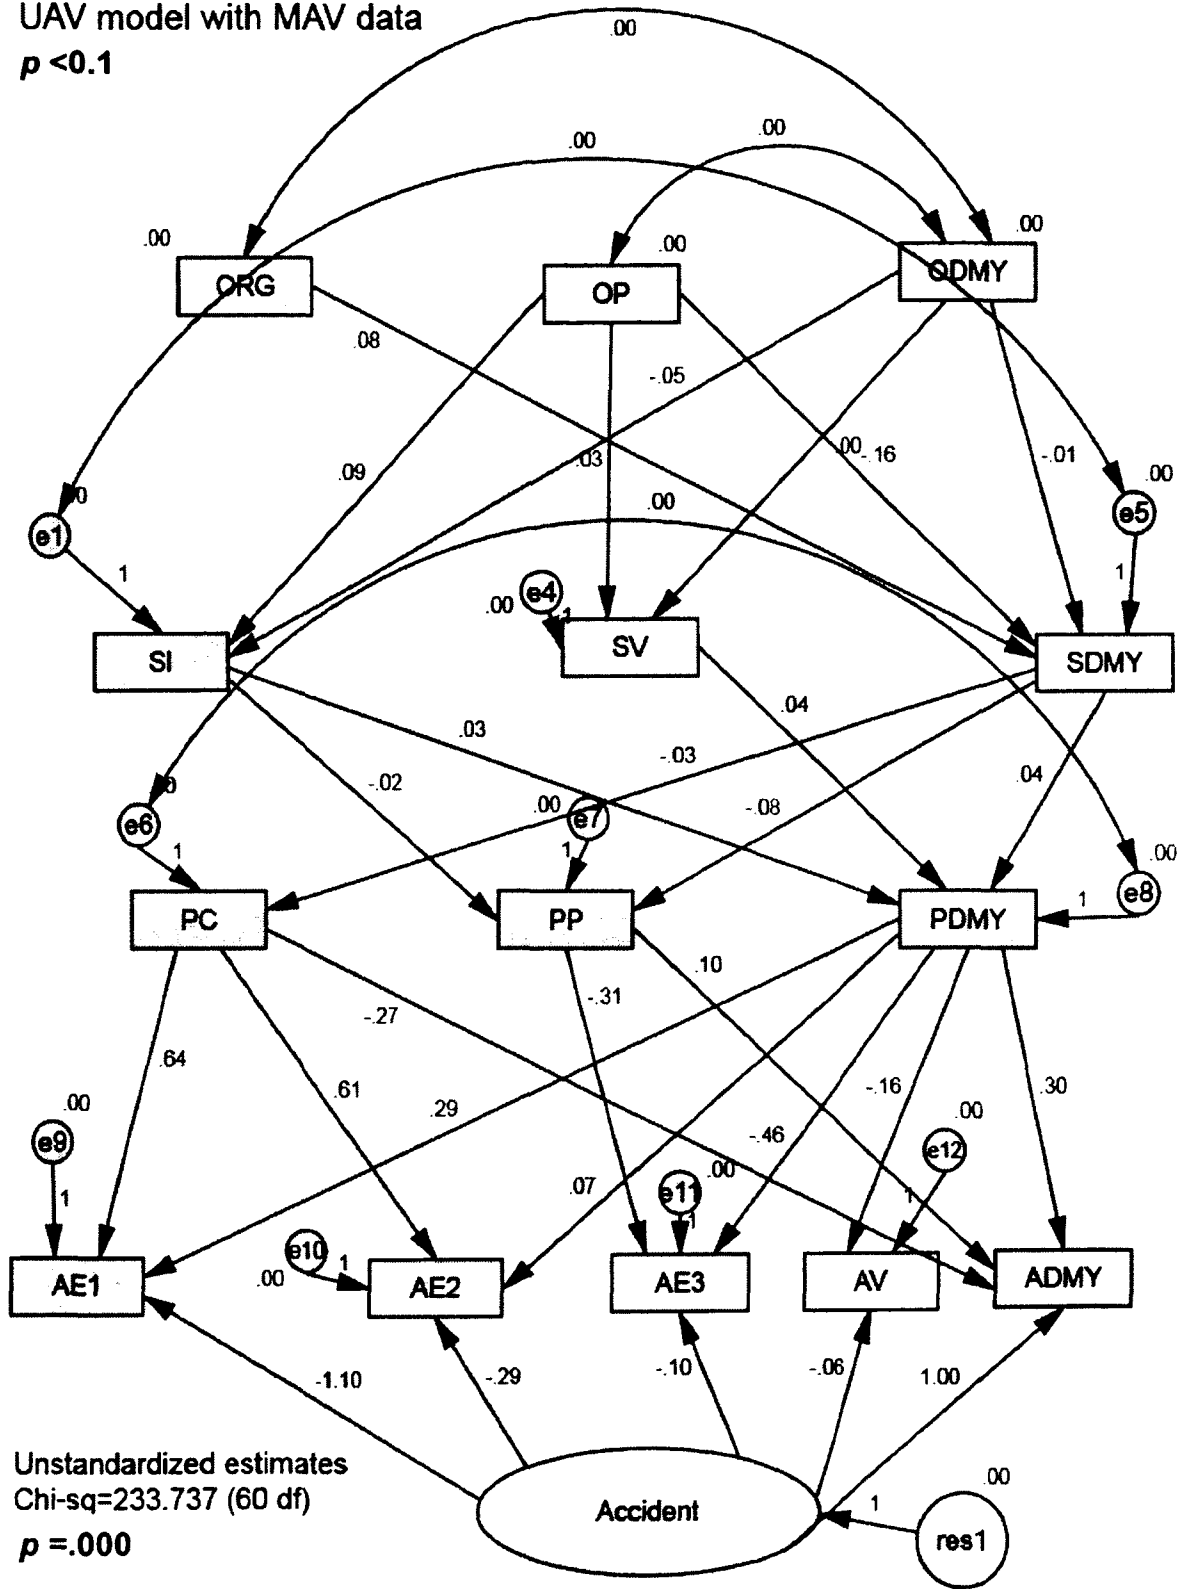 UAV model with MAV data
p <0.1
.00
.00
.00
.00
.00
.00
ORG
OP
ODMY
.08
-.05
.09
.03
.00
-.16
-.01
.00
.00
e1
e5
1
1
e4
.00
1
SI
SV
SDMY
.04
.03
-.03
-.02
.04
.00
-.08
e6
e7
1
1
.00
e8
1
PC
PP
PDMY
.10
-.27
-.31
.64
.61
.29
-.16
.30
.00
.00
e9
-.46
e12
.07
.00
e11
1
1
1
e10
1
.00
AE1
AE2
AE3
AV
ADMY
-1.10
-.29
-.10
-.06
1.00
Unstandardized estimates
Chi-sq=233.737 (60 df)
p =.000
Accident
.00
1
res1